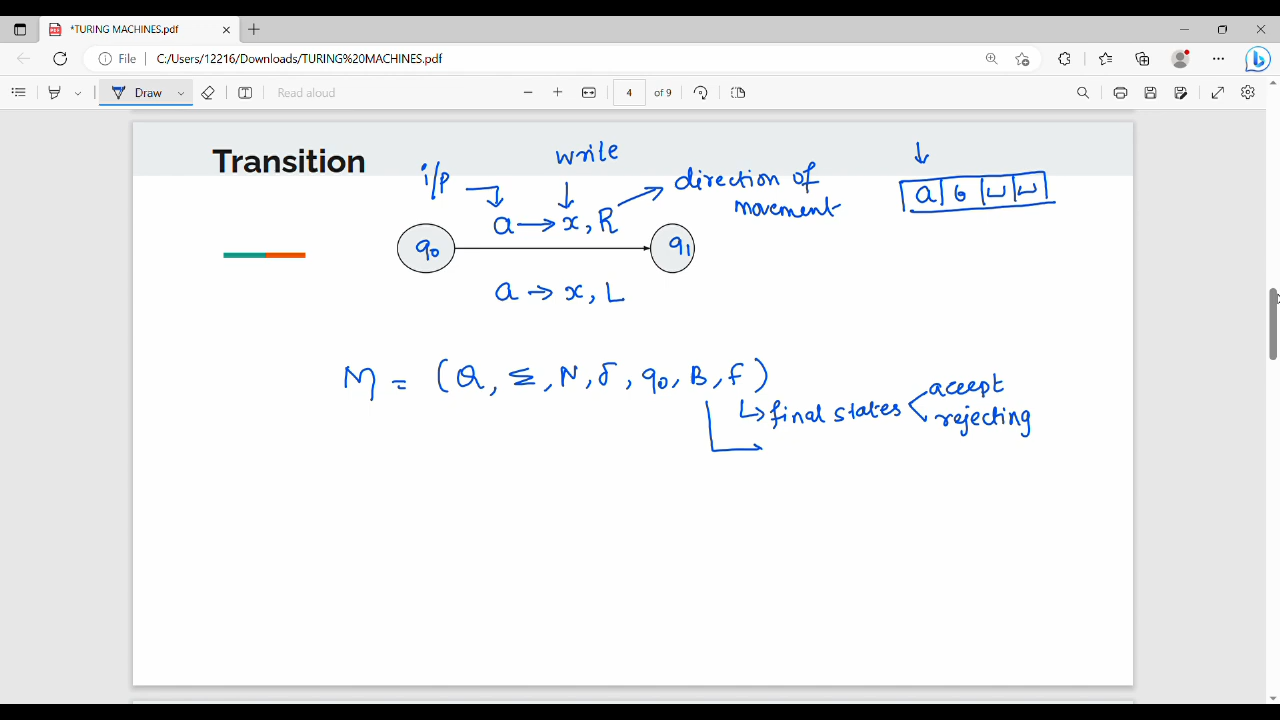 *TURING MACHINES.pdf
File
C:/Users/12216/Downloads/TURING%20MACHINES.pdf
Draw
Read aloud
4 of 9
Transition
i/p
write
direction of
movement
a → x, R
a b ⊔ ⊔
q₀
q₁
a → x, L
M = (Q, Σ, N, δ, q₀, B, f)
final states
accept
rejecting